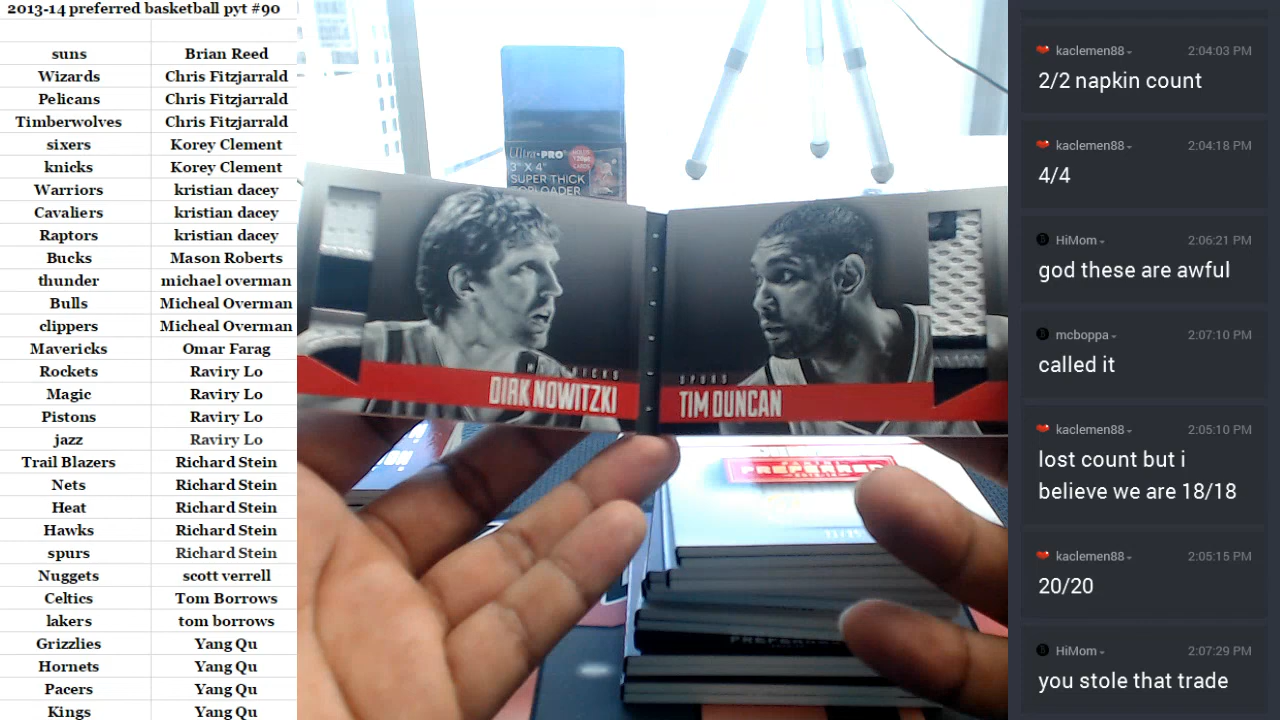 2013-14 preferred basketball pyt #90
suns Brian Reed
Wizards Chris Fitzjarrald
Pelicans Chris Fitzjarrald
Timberwolves Chris Fitzjarrald
sixers Korey Clement
knicks Korey Clement
Warriors kristian dacey
Cavaliers kristian dacey
Raptors kristian dacey
Bucks Mason Roberts
thunder michael overman
Bulls Micheal Overman
clippers Micheal Overman
Mavericks Omar Farag
Rockets Raviry Lo
Magic Raviry Lo
Pistons Raviry Lo
jazz Raviry Lo
Trail Blazers Richard Stein
Nets Richard Stein
Heat Richard Stein
Hawks Richard Stein
spurs Richard Stein
Nuggets scott verrell
Celtics Tom Borrows
lakers tom borrows
Grizzlies Yang Qu
Hornets Yang Qu
Pacers Yang Qu
Kings Yang Qu
Ultra·PRO
3" X 4"
SUPER THICK
TOPLOADER
MAVERICKS
DIRK NOWITZKI
SPURS
TIM DUNCAN
PREFERRED
PREFERRED
kaclemen88 2:04:03 PM
2/2 napkin count
kaclemen88 2:04:18 PM
4/4
HiMom 2:06:21 PM
god these are awful
mcboppa 2:07:10 PM
called it
kaclemen88 2:05:10 PM
lost count but i
believe we are 18/18
kaclemen88 2:05:15 PM
20/20
HiMom 2:07:29 PM
you stole that trade